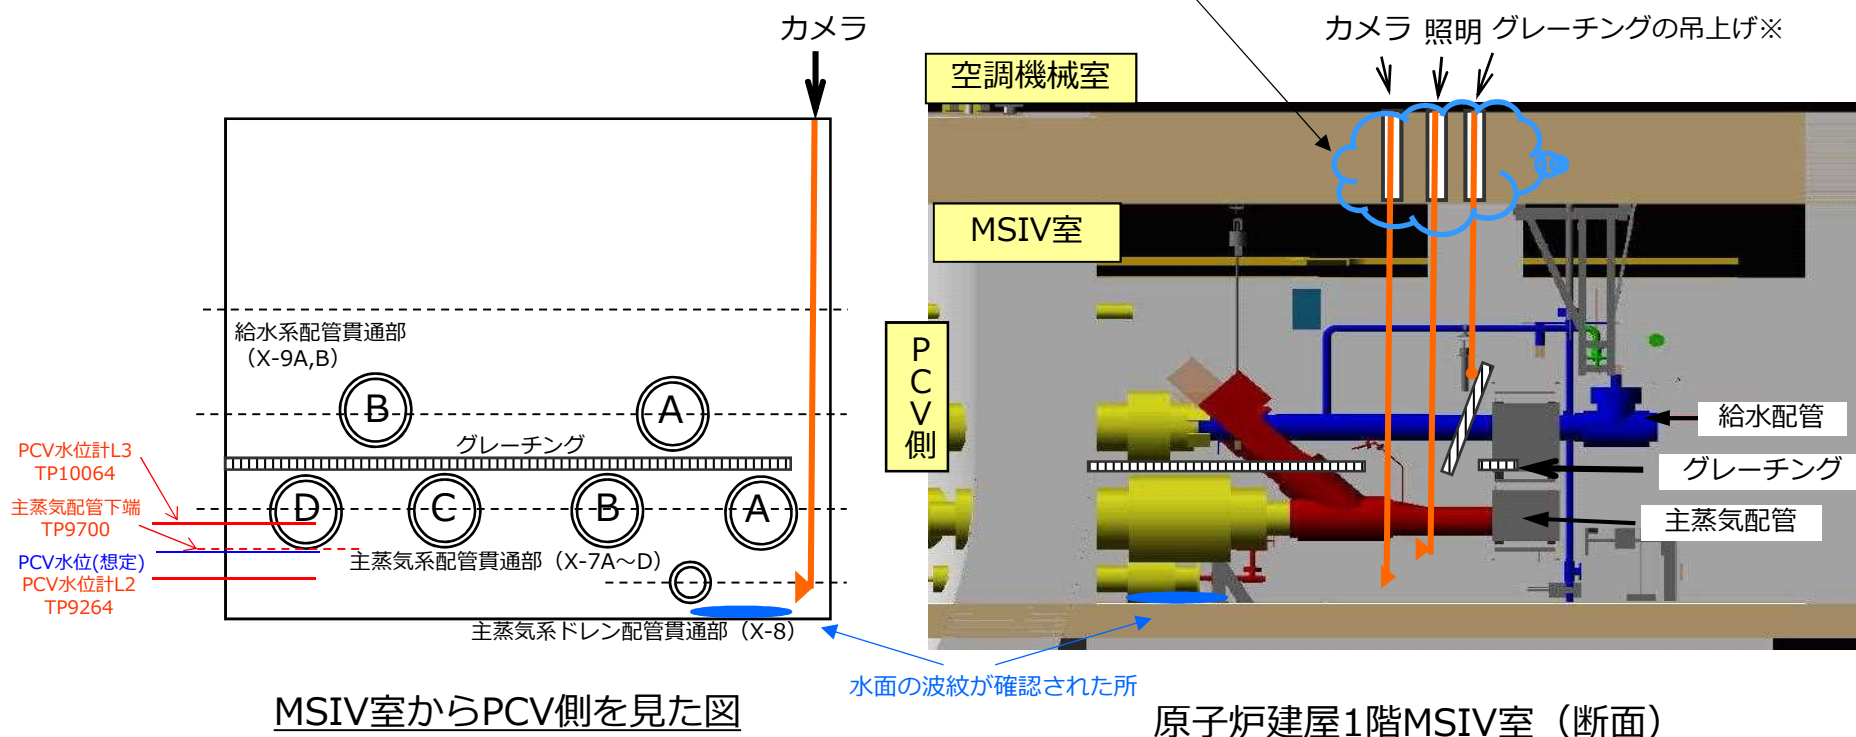 カメラ
給水系配管貫通部
（X-9A,B）
B
A
グレーチング
PCV水位計L3
TP10064
D
C
B
A
主蒸気配管下端
TP9700
PCV水位(想定)
主蒸気系配管貫通部（X-7A～D）
PCV水位計L2
TP9264
主蒸気系ドレン配管貫通部（X-8）
水面の波紋が確認された所
MSIV室からPCV側を見た図
カメラ 照明 グレーチングの吊上げ※
空調機械室
MSIV室
PCV側
給水配管
グレーチング
主蒸気配管
原子炉建屋1階MSIV室（断面）